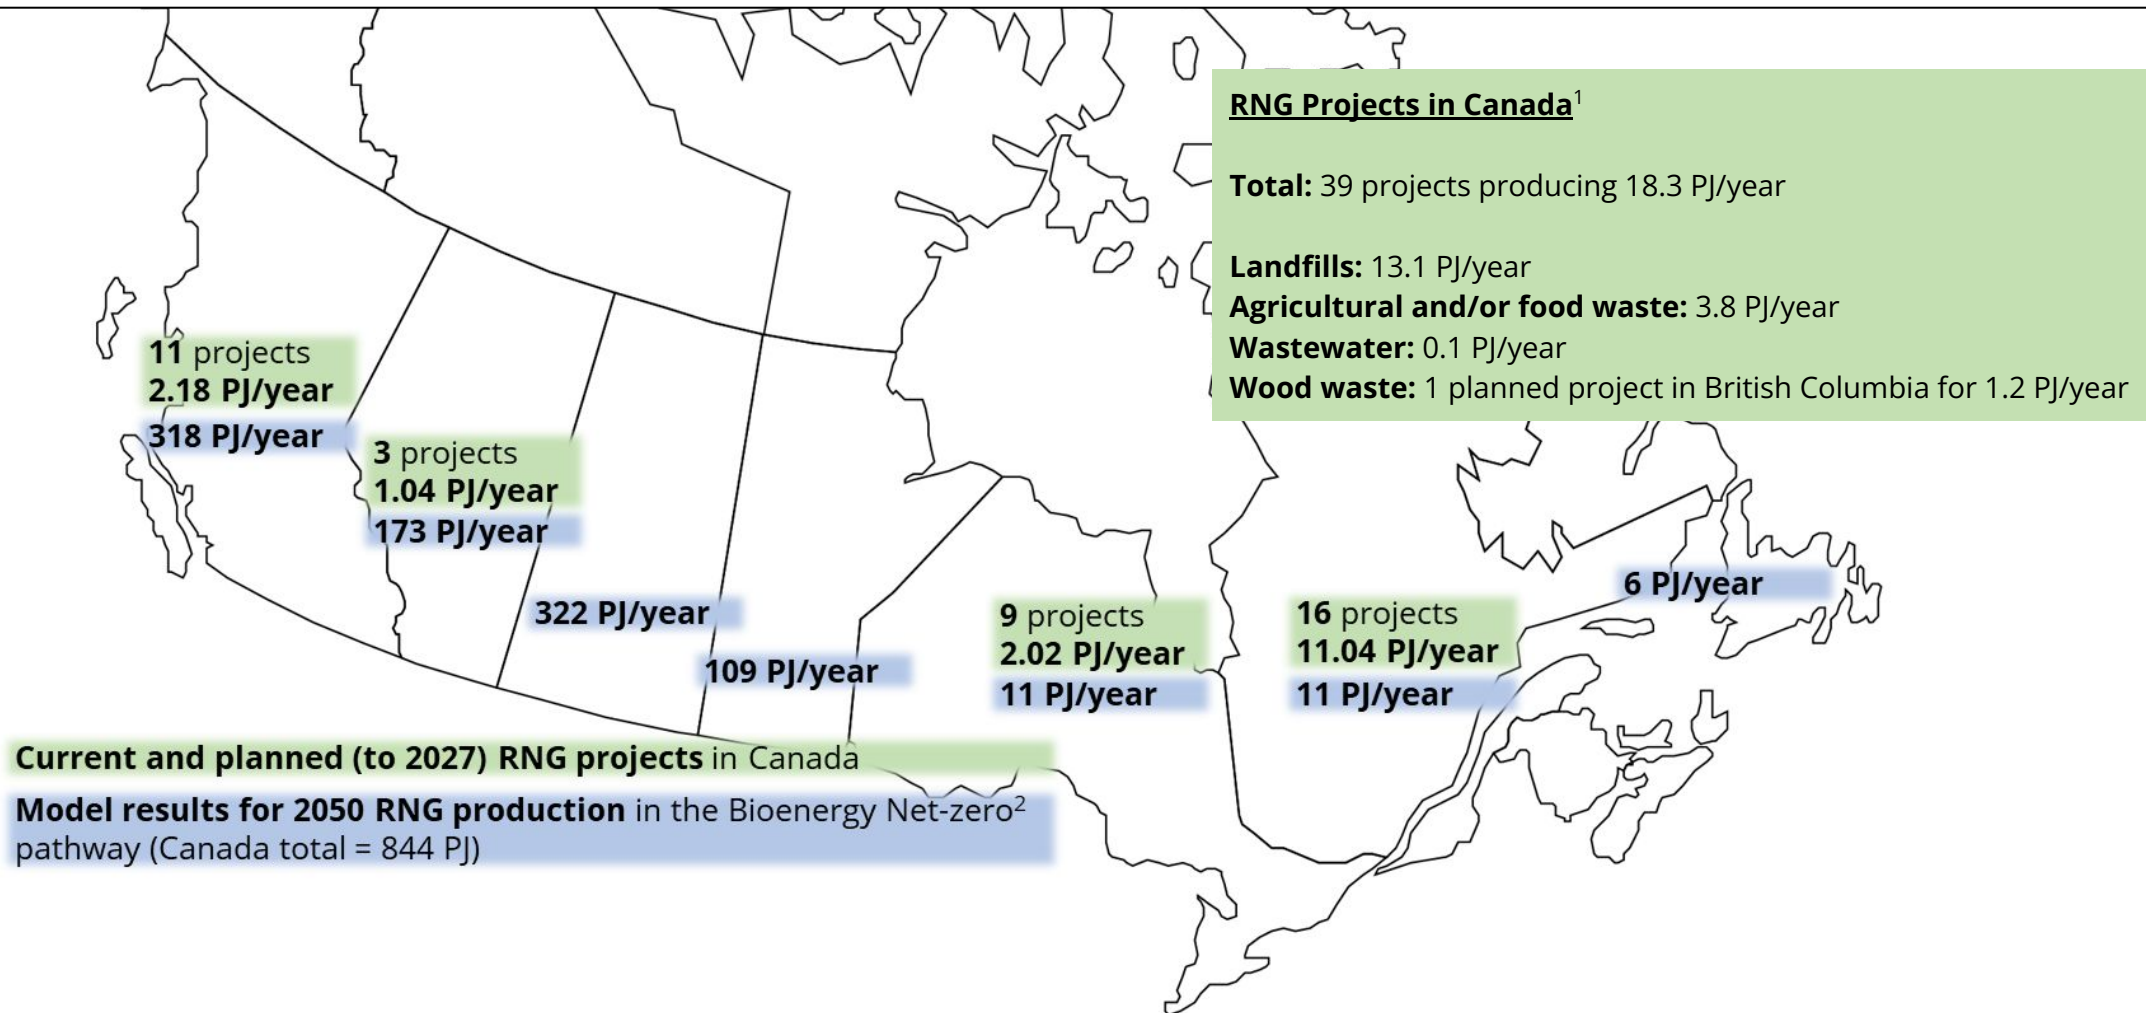 RNG Projects in Canada1
Total: 39 projects producing 18.3 PJ/year
Landfills: 13.1 PJ/year
Agricultural and/or food waste: 3.8 PJ/year
Wastewater: 0.1 PJ/year
Wood waste: 1 planned project in British Columbia for 1.2 PJ/year
11 projects
2.18 PJ/year
318 PJ/year
3 projects
1.04 PJ/year
173 PJ/year
322 PJ/year
109 PJ/year
9 projects
2.02 PJ/year
11 PJ/year
16 projects
11.04 PJ/year
11 PJ/year
6 PJ/year
Current and planned (to 2027) RNG projects in Canada
Model results for 2050 RNG production in the Bioenergy Net-zero2
pathway (Canada total = 844 PJ)